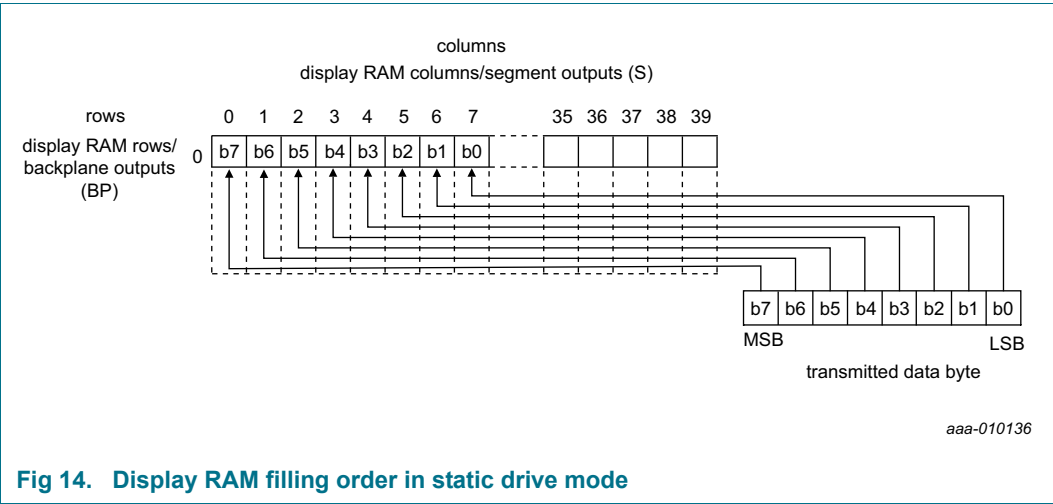 columns
display RAM columns/segment outputs (S)
rows 0 1 2 3 4 5 6 7 35 36 37 38 39
display RAM rows/
backplane outputs
(BP)
0 b7 b6 b5 b4 b3 b2 b1 b0
b7 b6 b5 b4 b3 b2 b1 b0
MSB LSB
transmitted data byte
aaa-010136
Fig 14. Display RAM filling order in static drive mode